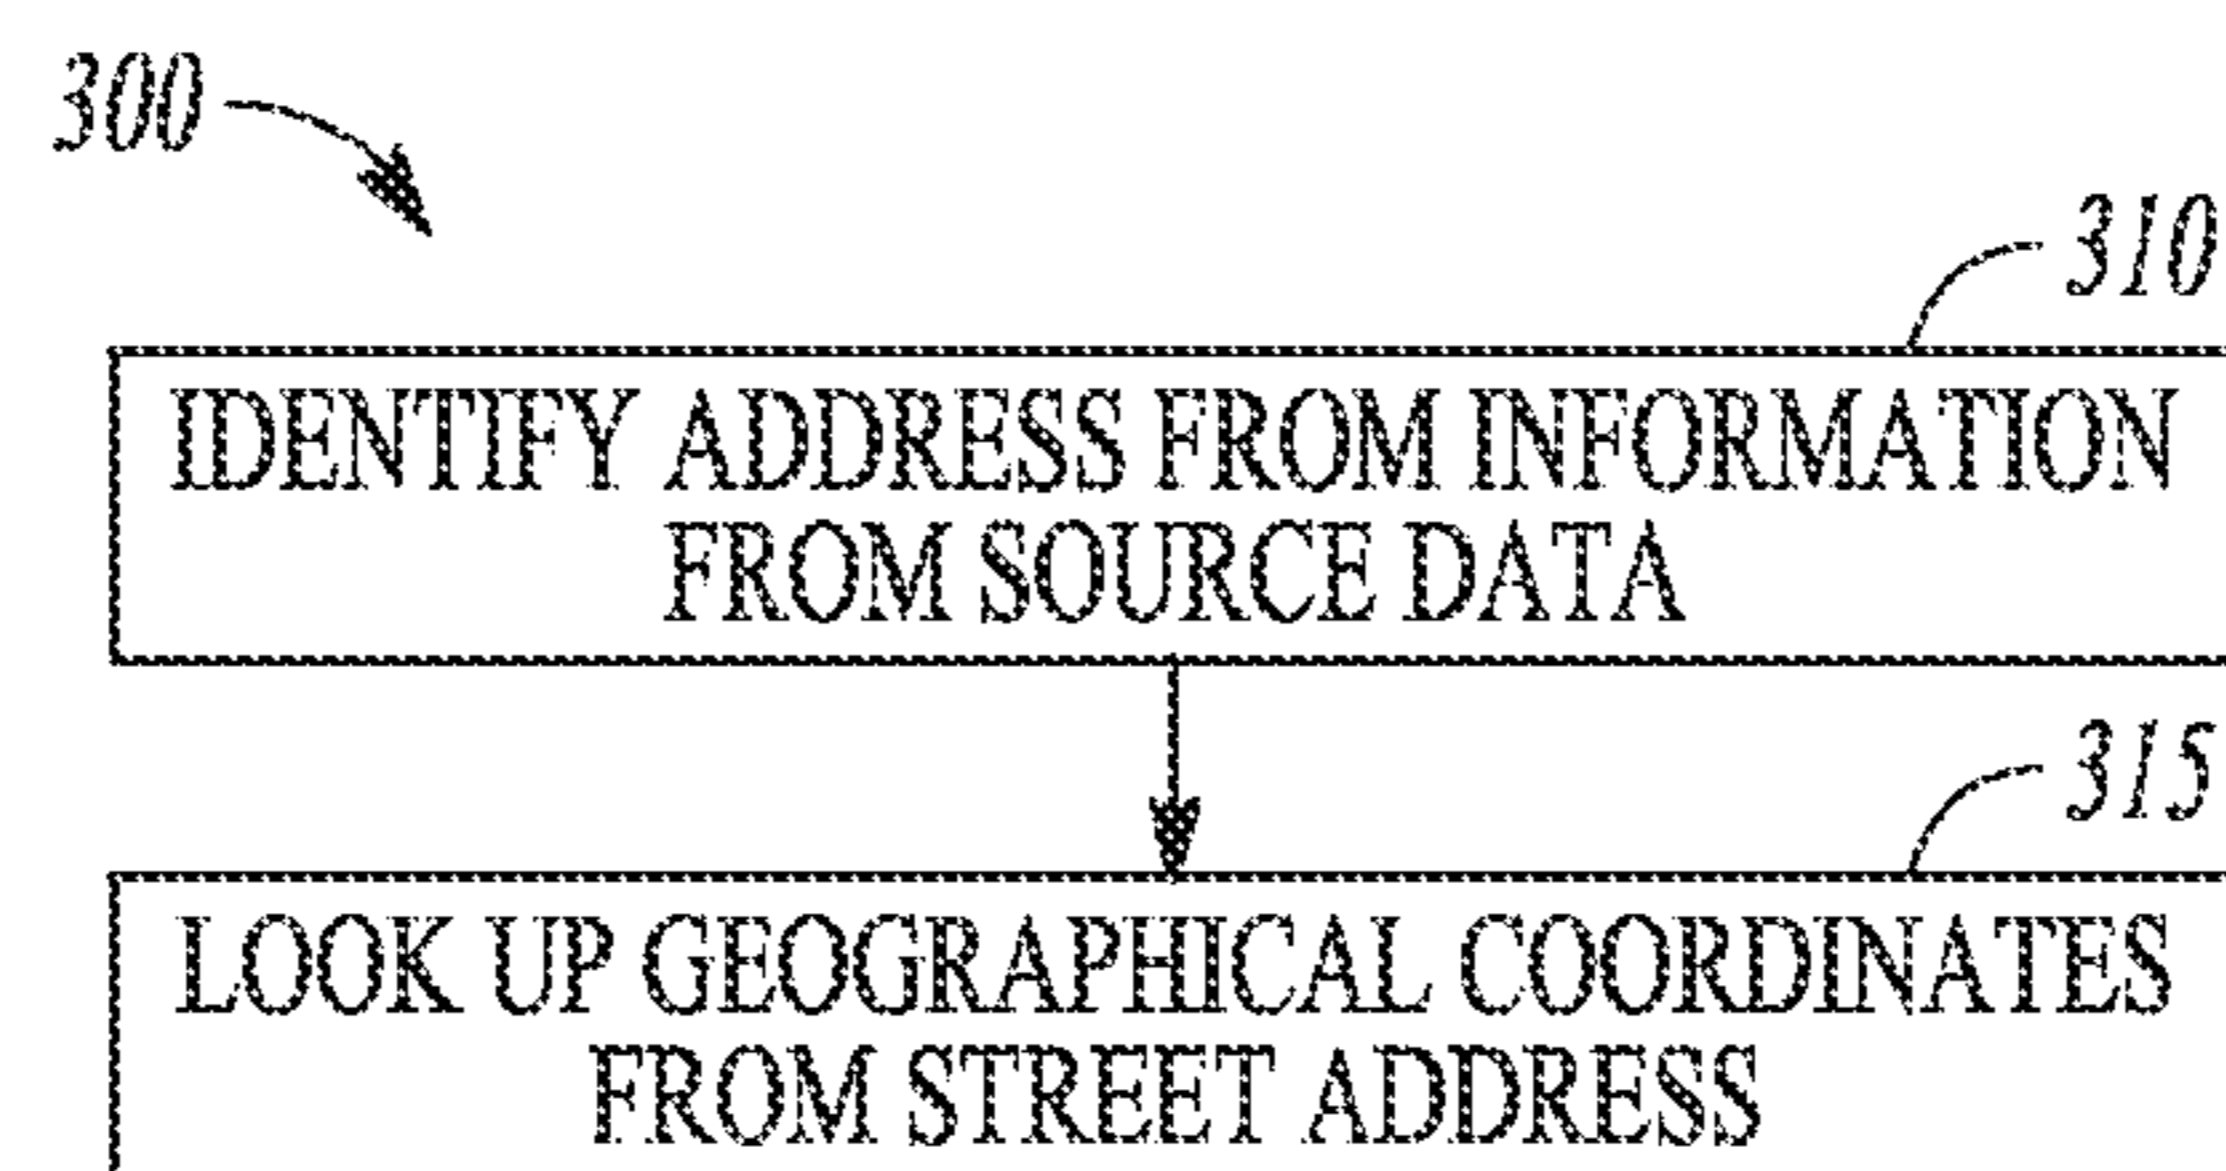 300
310
IDENTIFY ADDRESS FROM INFORMATION
FROM SOURCE DATA
315
LOOK UP GEOGRAPHICAL COORDINATES
FROM STREET ADDRESS